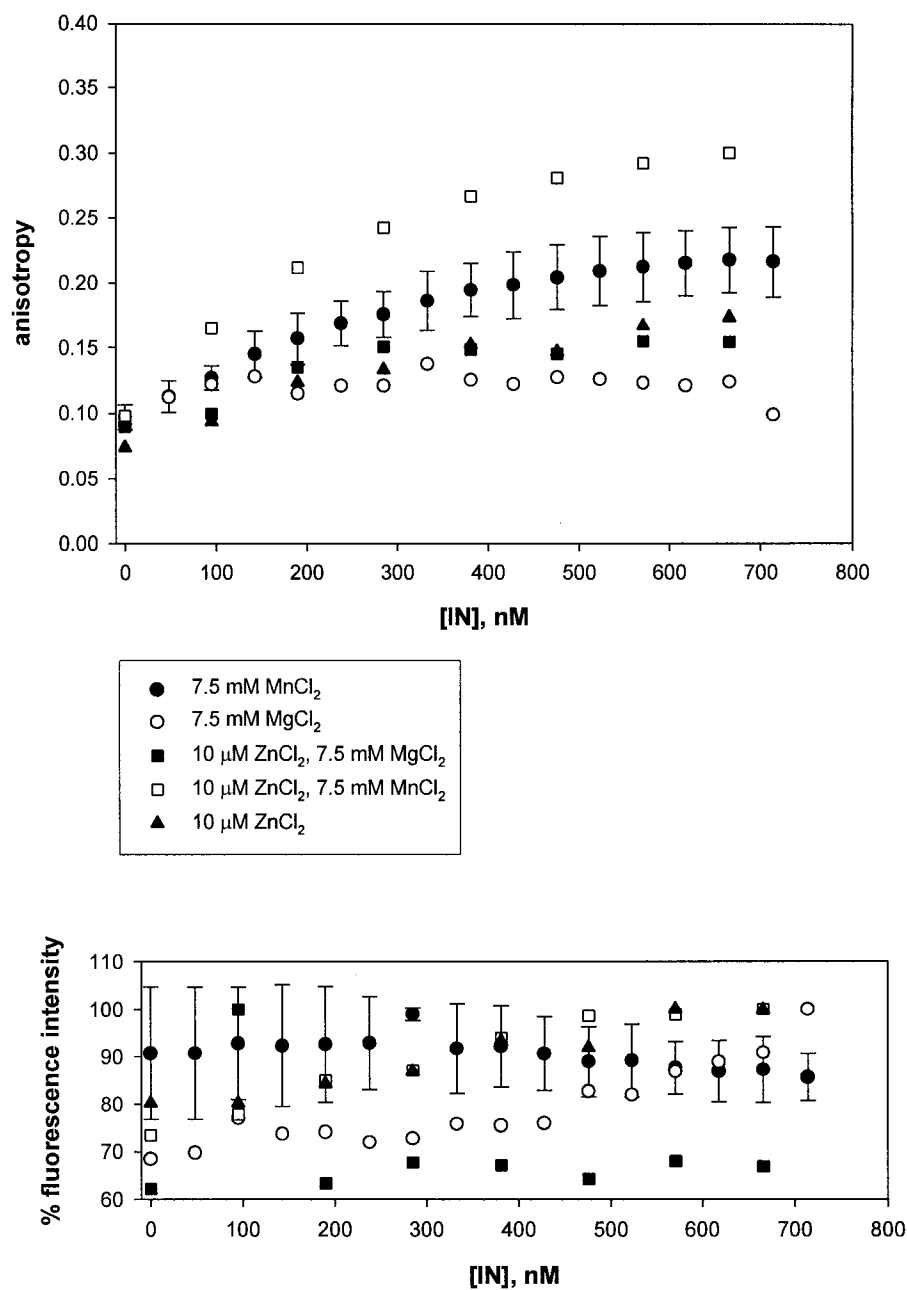 0.40
0.35
0.30
0.25
0.20
0.15
0.10
0.05
0.00
anisotropy
0 100 200 300 400 500 600 700 800
[IN], nM
7.5 mM MnCl₂
7.5 mM MgCl₂
10 μM ZnCl₂, 7.5 mM MgCl₂
10 μM ZnCl₂, 7.5 mM MnCl₂
10 μM ZnCl₂
% fluorescence intensity
110
100
90
80
70
60
0 100 200 300 400 500 600 700 800
[IN], nM